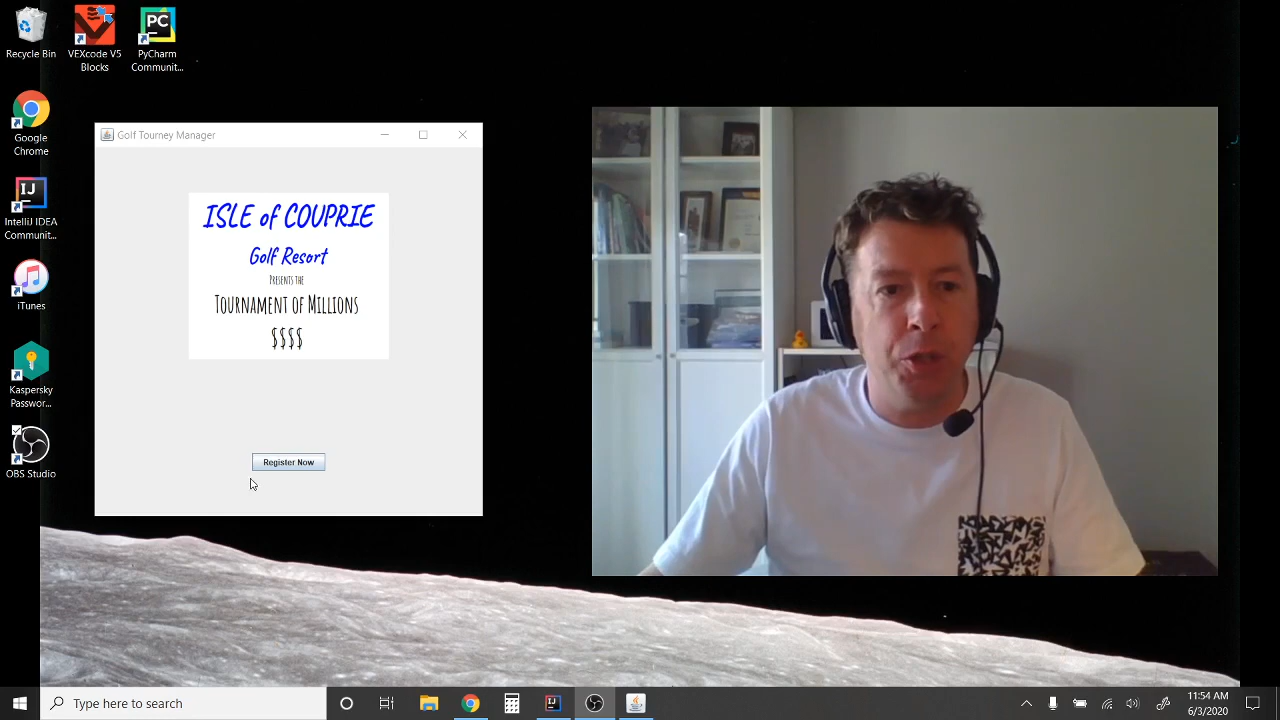 Recycle Bin
VEXcode V5
Blocks
PC
PyCharm
Communit...
Google
Chrome
IJ
IntelliJ IDEA
Communit...
iTunes
Kaspersky
Passwor...
OBS Studio
Golf Tourney Manager
ISLE of COUPRIE
Golf Resort
PRESENTS THE
TOURNAMENT OF MILLIONS
$$$$
Register Now
Type here to search
11:54 AM
6/3/2020